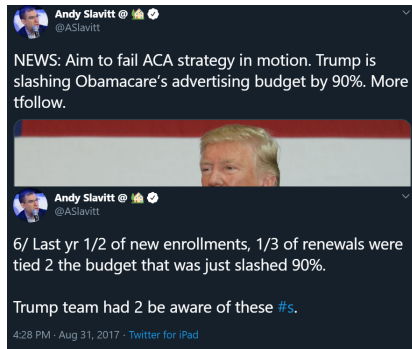 Andy Slavitt @ 🏡
@ASlavitt
NEWS: Aim to fail ACA strategy in motion. Trump is
slashing Obamacare's advertising budget by 90%. More
tfollow.
Andy Slavitt @ 🏡
@ASlavitt
6/ Last yr 1/2 of new enrollments, 1/3 of renewals were
tied 2 the budget that was just slashed 90%.
Trump team had 2 be aware of these #s.
4:28 PM · Aug 31, 2017 · Twitter for iPad